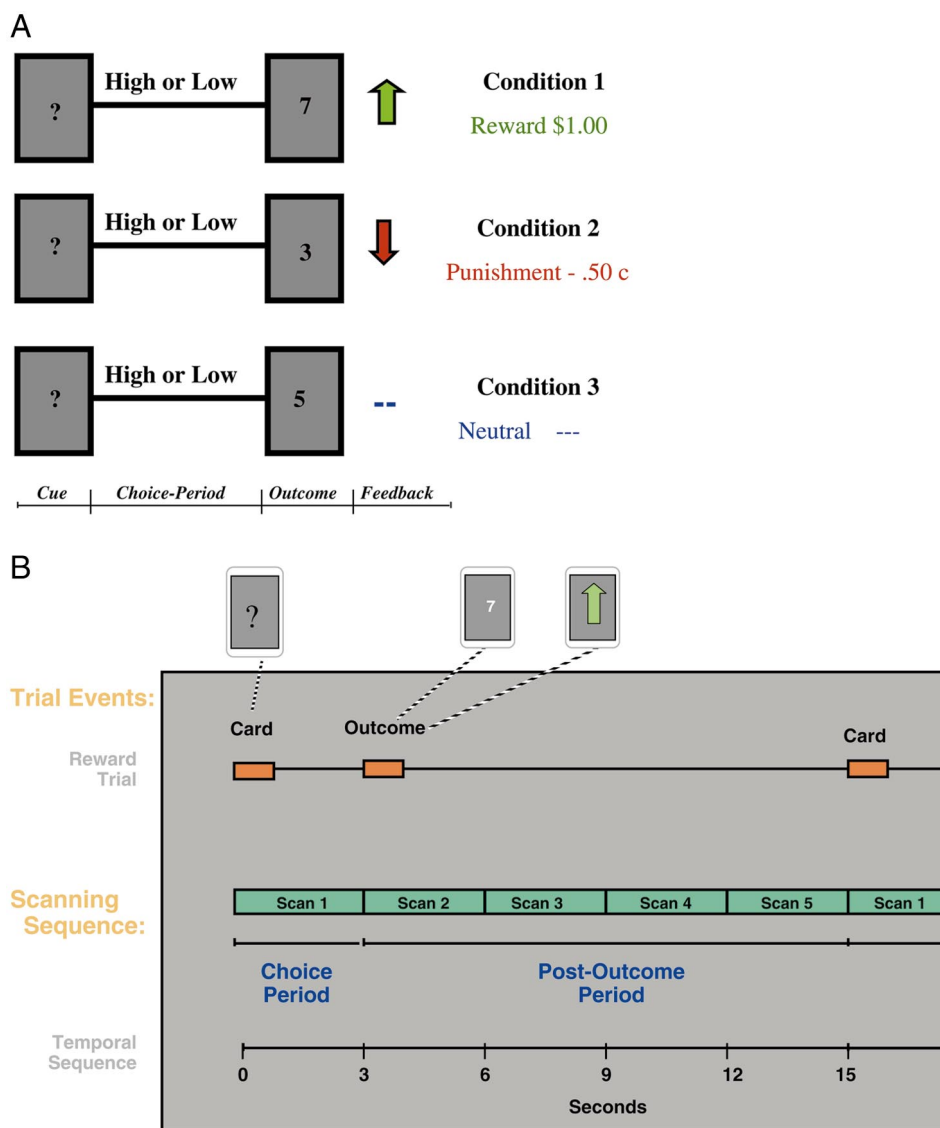 A
High or Low
? 7
Condition 1
Reward $1.00
High or Low
? 3
Condition 2
Punishment - .50 c
High or Low
? 5 --
Condition 3
Neutral ---
Cue Choice-Period Outcome Feedback
B
? 7
Trial Events:
Card Outcome Card
Reward
Trial
Scanning
Sequence:
Scan 1 Scan 2 Scan 3 Scan 4 Scan 5 Scan 1
Choice
Period
Post-Outcome
Period
Temporal
Sequence
0 3 6 9 12 15
Seconds